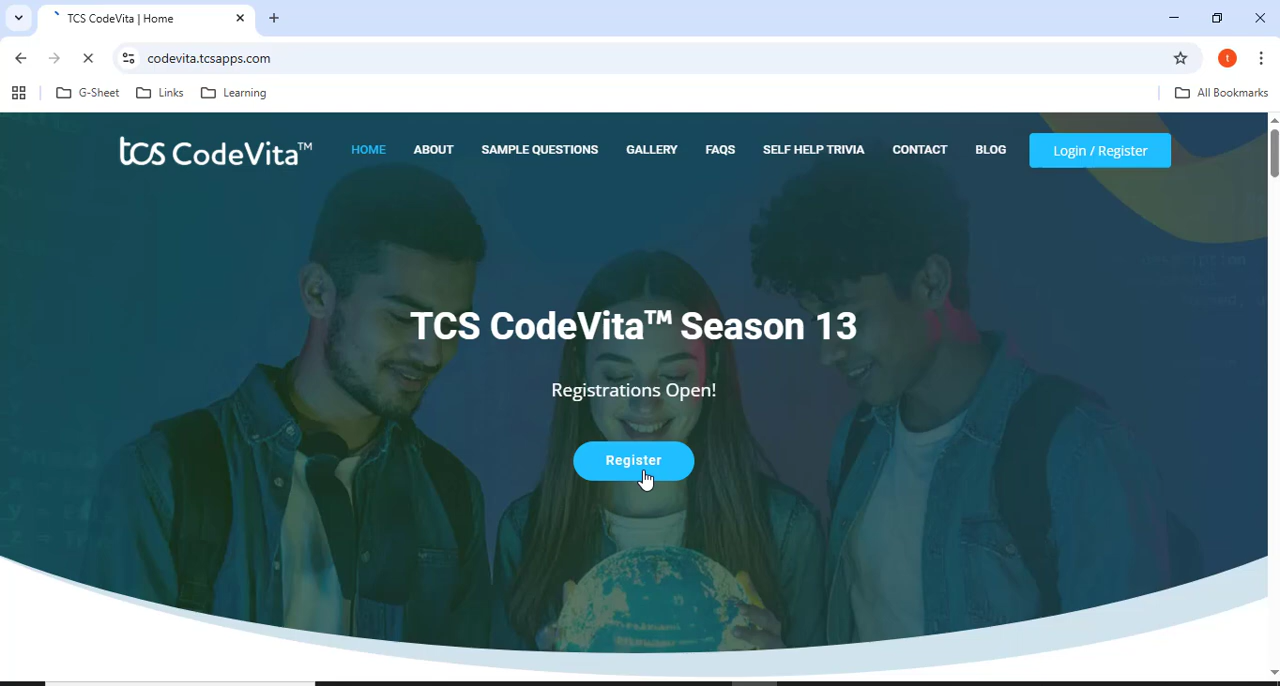 TCS CodeVita | Home
codevita.tcsapps.com
t
G-Sheet Links Learning All Bookmarks
tcs CodeVita™ HOME ABOUT SAMPLE QUESTIONS GALLERY FAQS SELF HELP TRIVIA CONTACT BLOG Login / Register
TCS CodeVita™ Season 13
Registrations Open!
Register